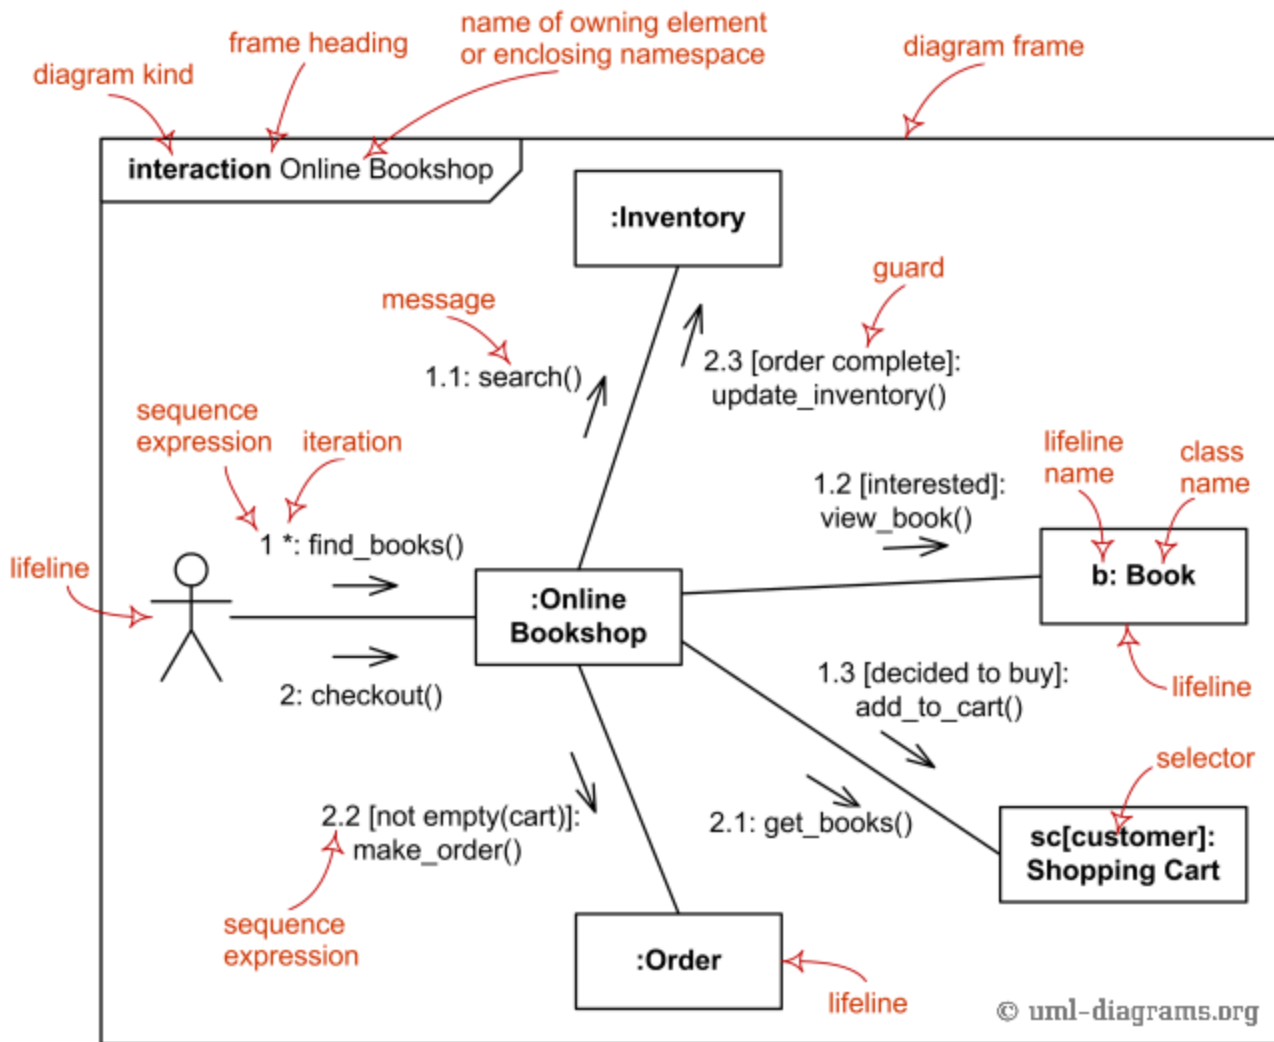 name of owning element
or enclosing namespace
frame heading
diagram frame
diagram kind
interaction Online Bookshop
:Inventory
guard
message
2.3 [order complete]:
update_inventory()
1.1: search()
sequence
expression
iteration
lifeline
name
class
name
1.2 [interested]:
view_book()
1 *: find_books()
lifeline
b: Book
:Online
Bookshop
1.3 [decided to buy]:
add_to_cart()
lifeline
2: checkout()
selector
2.2 [not empty(cart)]:
make_order()
2.1: get_books()
sc[customer]:
Shopping Cart
sequence
expression
:Order
lifeline
© uml-diagrams.org